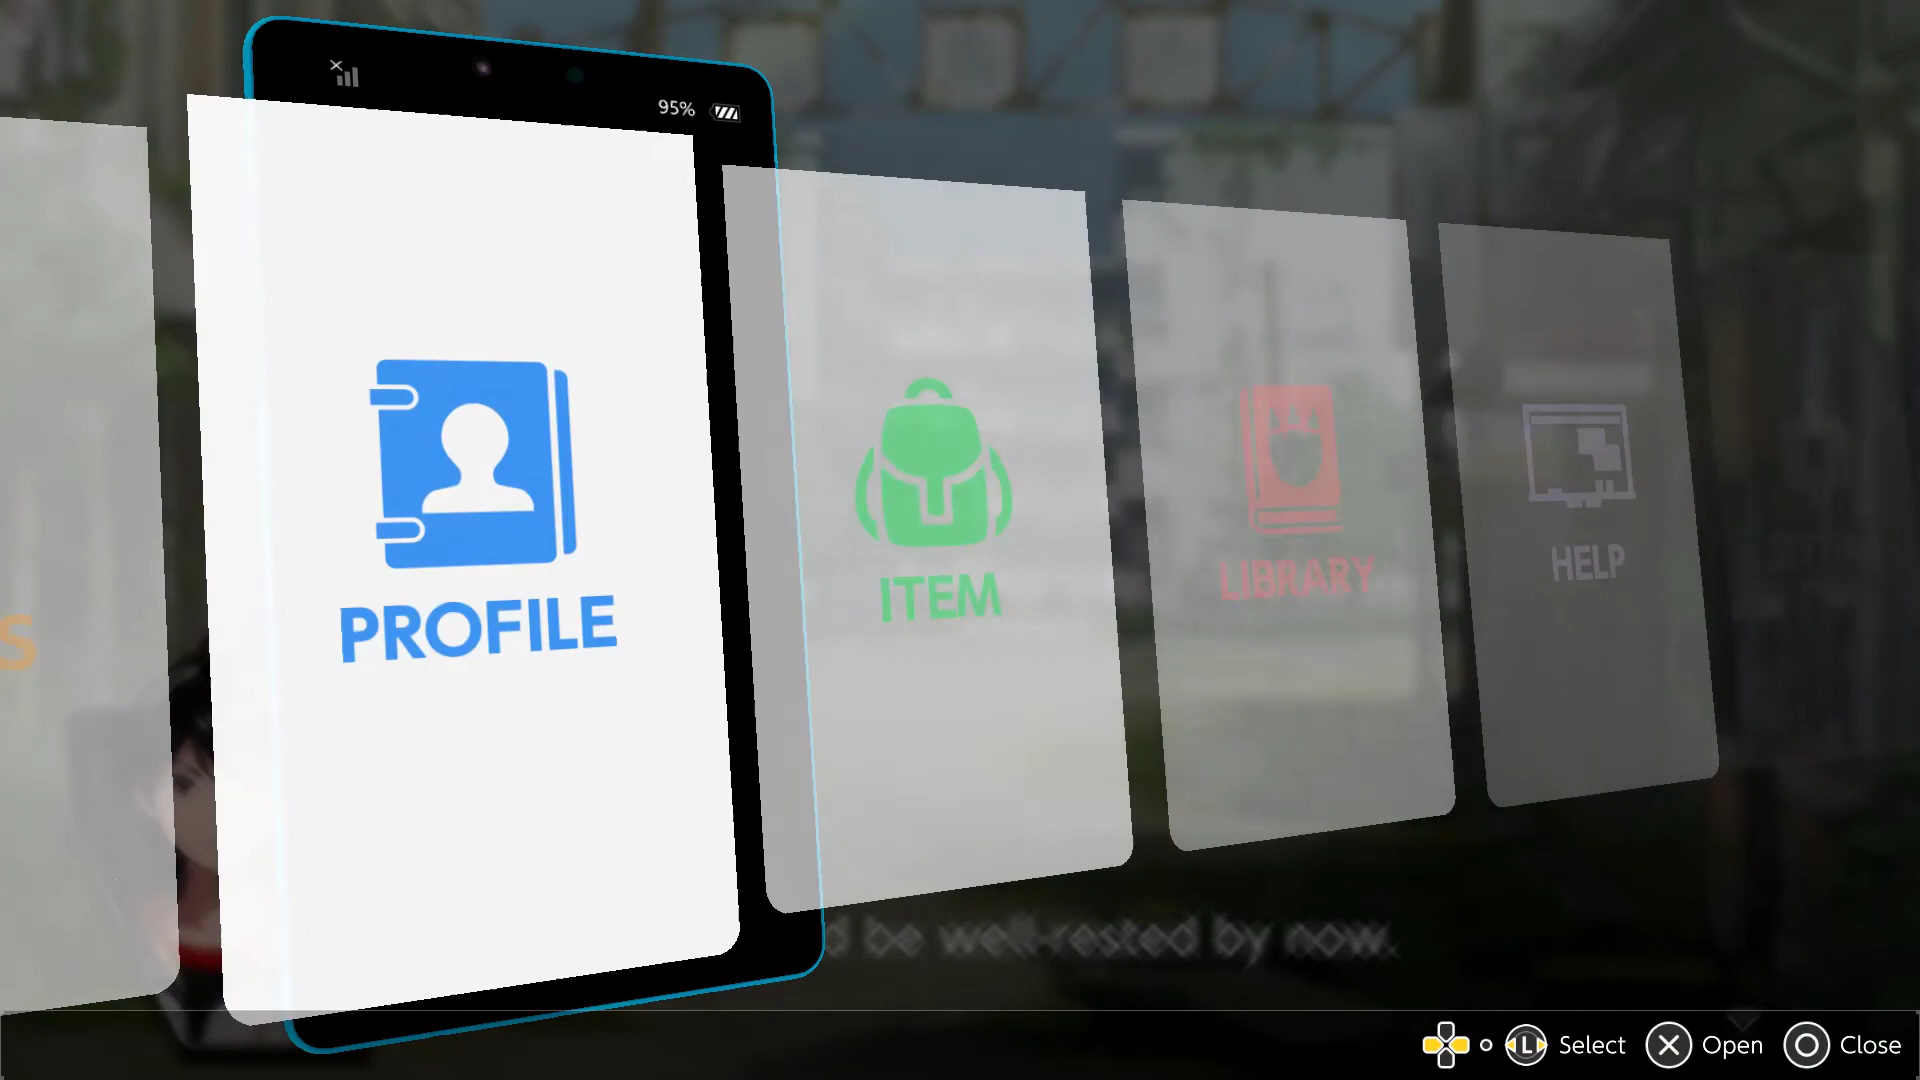 95%
S
PROFILE
ITEM
LIBRARY
HELP
d be well-rested by now.
L Select
Open
Close